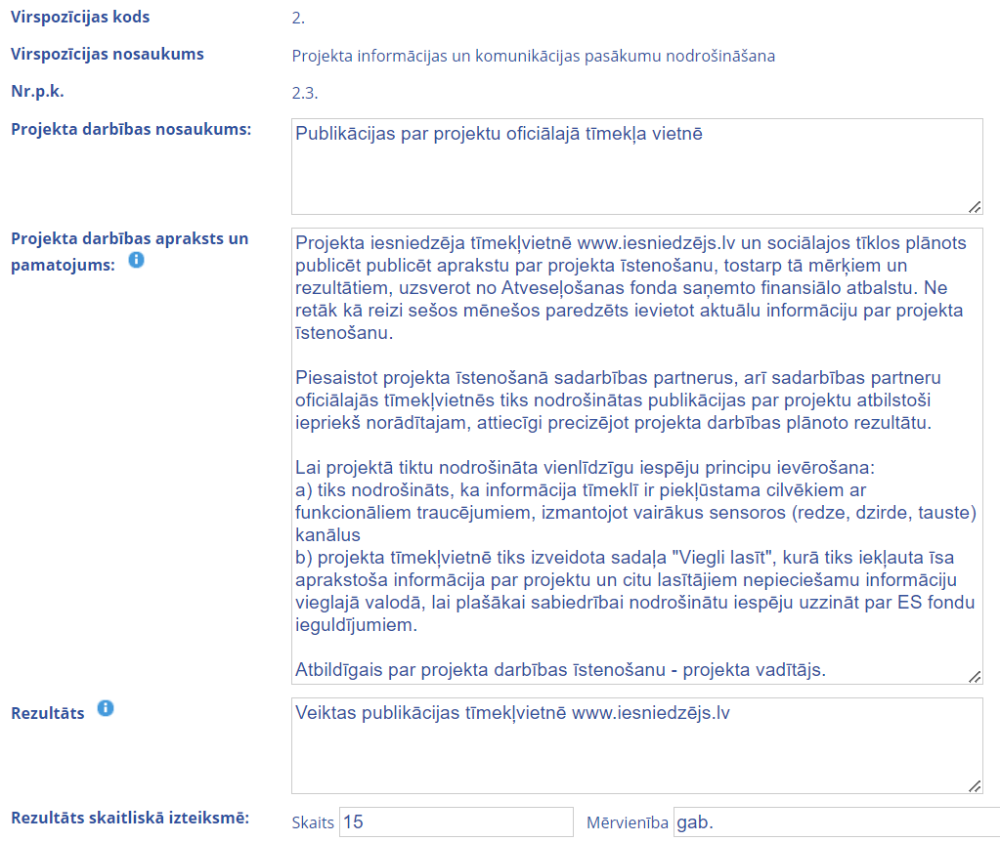 Virspozīcijas kods 2.
Virspozīcijas nosaukums Projekta informācijas un komunikācijas pasākumu nodrošināšana
Nr.p.k. 2.3.
Projekta darbības nosaukums: Publikācijas par projektu oficiālajā tīmekļa vietnē
Projekta darbības apraksts un pamatojums:
Projekta iesniedzēja tīmekļvietnē www.iesniedzējs.lv un sociālajos tīklos plānots
publicēt publicēt aprakstu par projekta īstenošanu, tostarp tā mērķiem un
rezultātiem, uzsverot no Atveseļošanas fonda saņemto finansiālo atbalstu. Ne
retāk kā reizi sešos mēnešos paredzēts ievietot aktuālu informāciju par projekta
īstenošanu.
Piesaistot projekta īstenošanā sadarbības partnerus, arī sadarbības partneru
oficiālajās tīmekļvietnēs tiks nodrošinātas publikācijas par projektu atbilstoši
iepriekš norādītajam, attiecīgi precizējot projekta darbības plānoto rezultātu.
Lai projektā tiktu nodrošināta vienlīdzīgu iespēju principu ievērošana:
a) tiks nodrošināts, ka informācija tīmeklī ir piekļūstama cilvēkiem ar
funkcionāliem traucējumiem, izmantojot vairākus sensoros (redze, dzirde, tauste)
kanālus
b) projekta tīmekļvietnē tiks izveidota sadaļa "Viegli lasīt", kurā tiks iekļauta īsa
aprakstoša informācija par projektu un citu lasītājiem nepieciešamu informāciju
vieglajā valodā, lai plašākai sabiedrībai nodrošinātu iespēju uzzināt par ES fondu
ieguldījumiem.
Atbildīgais par projekta darbības īstenošanu - projekta vadītājs.
Rezultāts Veiktas publikācijas tīmekļvietnē www.iesniedzējs.lv
Rezultāts skaitliskā izteiksmē: Skaits 15 Mērvienība gab.